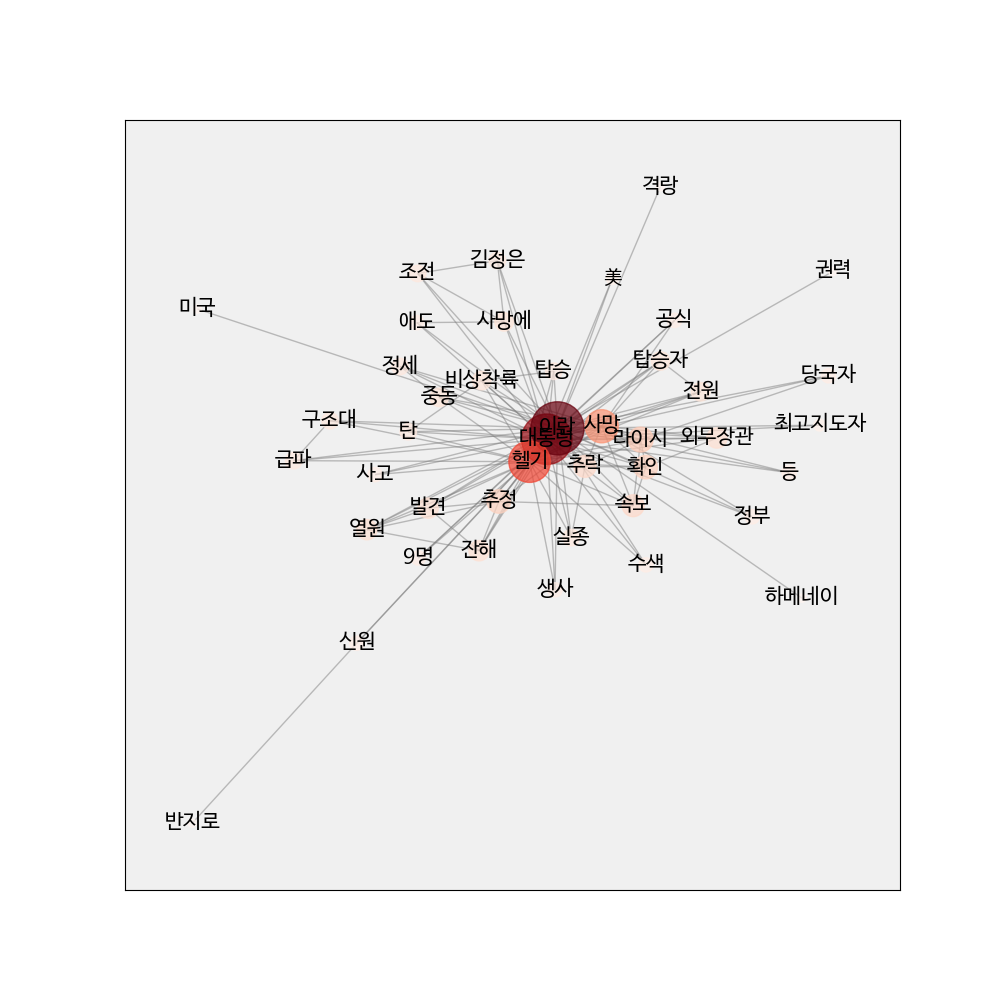 격랑
김정은
권력
조전
美
미국
공식
사망에
애도
탑승자
정세
탑승
당국자
비상착륙
전원
중동
구조대
최고지도자
이란
사망
탄
대통령
라이시
외무장관
급파
헬기
추락
확인
등
사고
추정
속보
발견
정부
열원
실종
잔해
9명
수색
생사
하메네이
신원
반지로